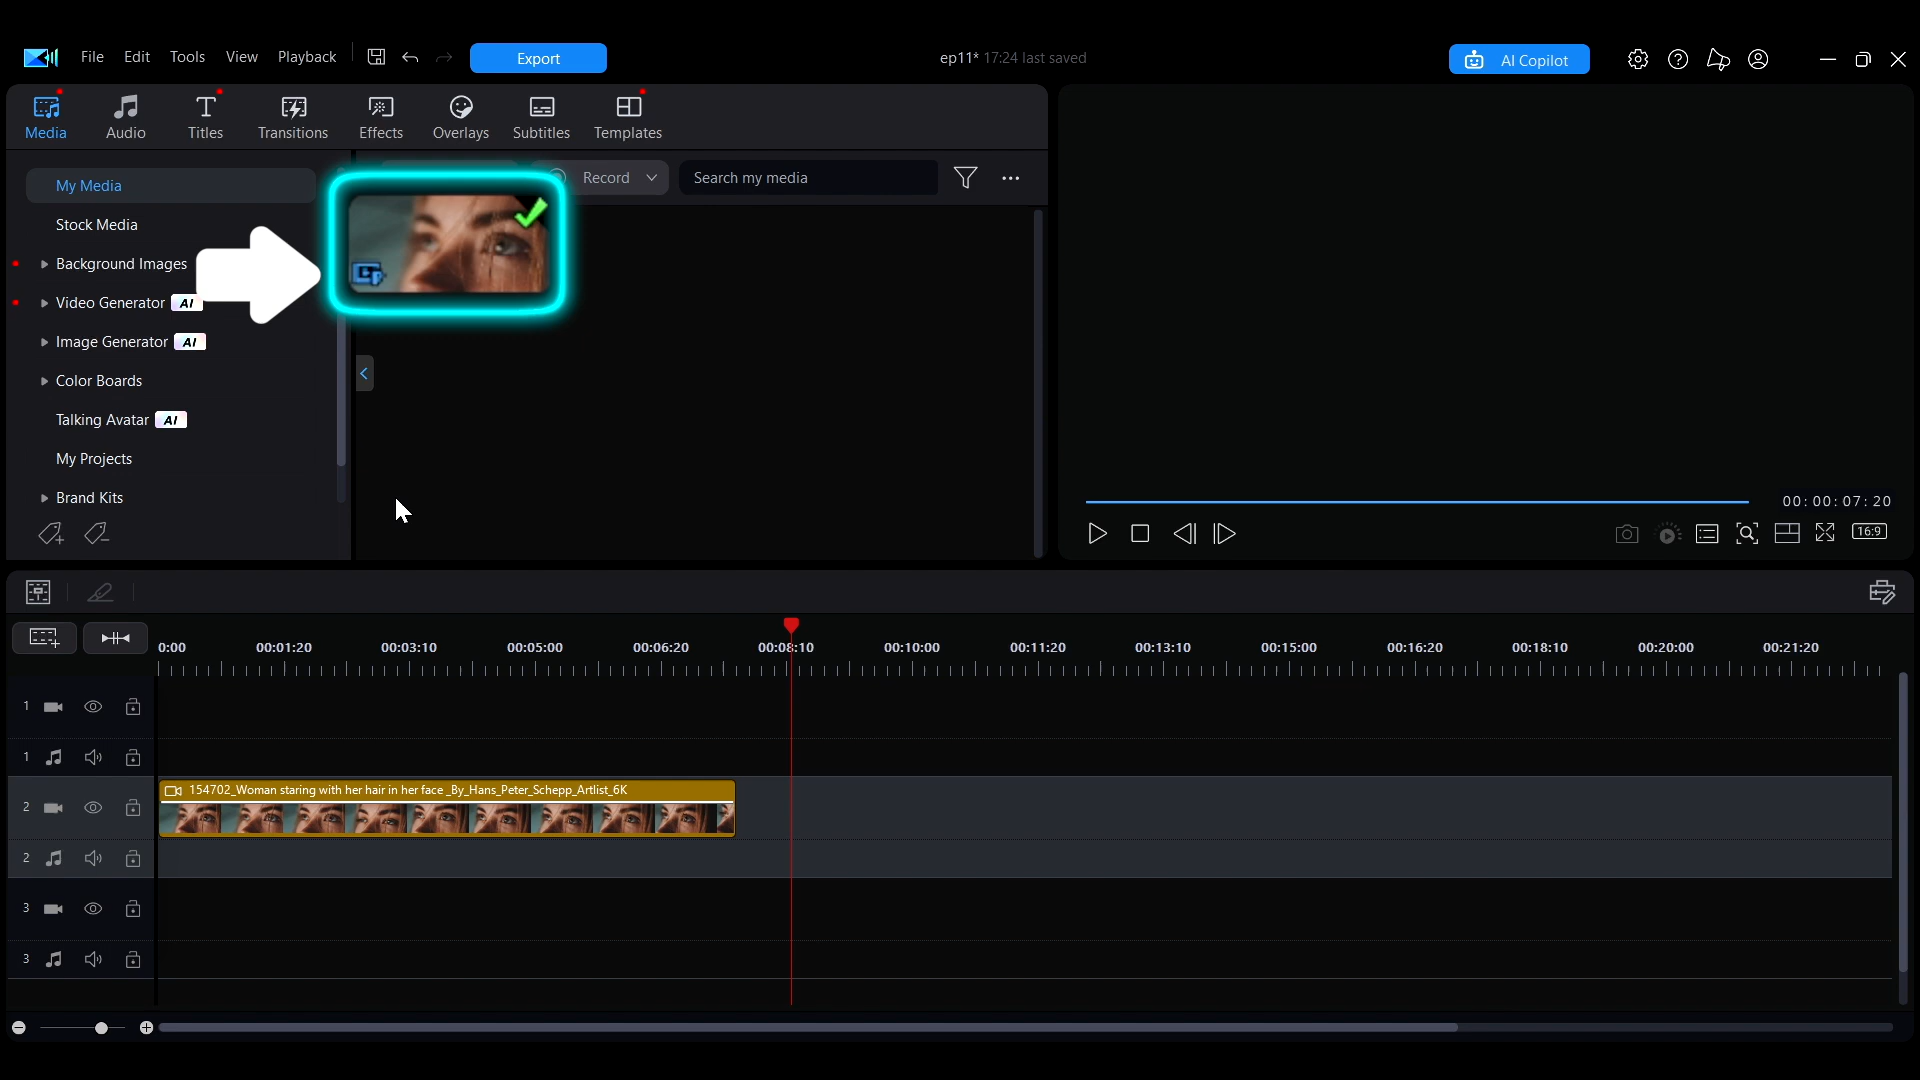 File Edit Tools View Playback Export ep11* 17:24 last saved AI Copilot
Media Audio Titles Transitions Effects Overlays Subtitles Templates
My Media
Record Search my media
Stock Media
Background Images
Video Generator AI
Image Generator AI
Color Boards
Talking Avatar AI
My Projects
Brand Kits
00:00:07:20
16:9
0:00 00:01:20 00:03:10 00:05:00 00:06:20 00:08:10 00:10:00 00:11:20 00:13:10 00:15:00 00:16:20 00:18:10 00:20:00 00:21:20
1
1
154702_Woman staring with her hair in her face_By_Hans_Peter_Schepp_Artlist_6K
2
2
3
3